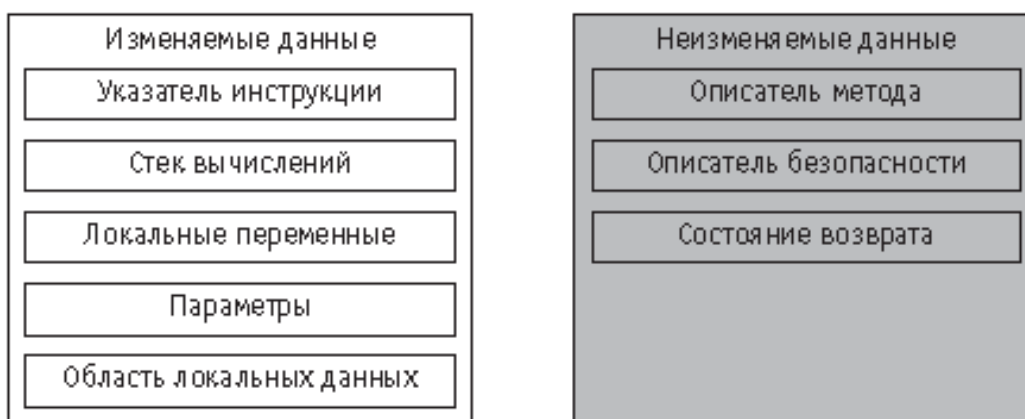 Изменяемые данные
Указатель инструкции
Стек вычислений
Локальные переменные
Параметры
Область локальных данных
Неизменяемые данные
Описатель метода
Описатель безопасности
Состояние возврата